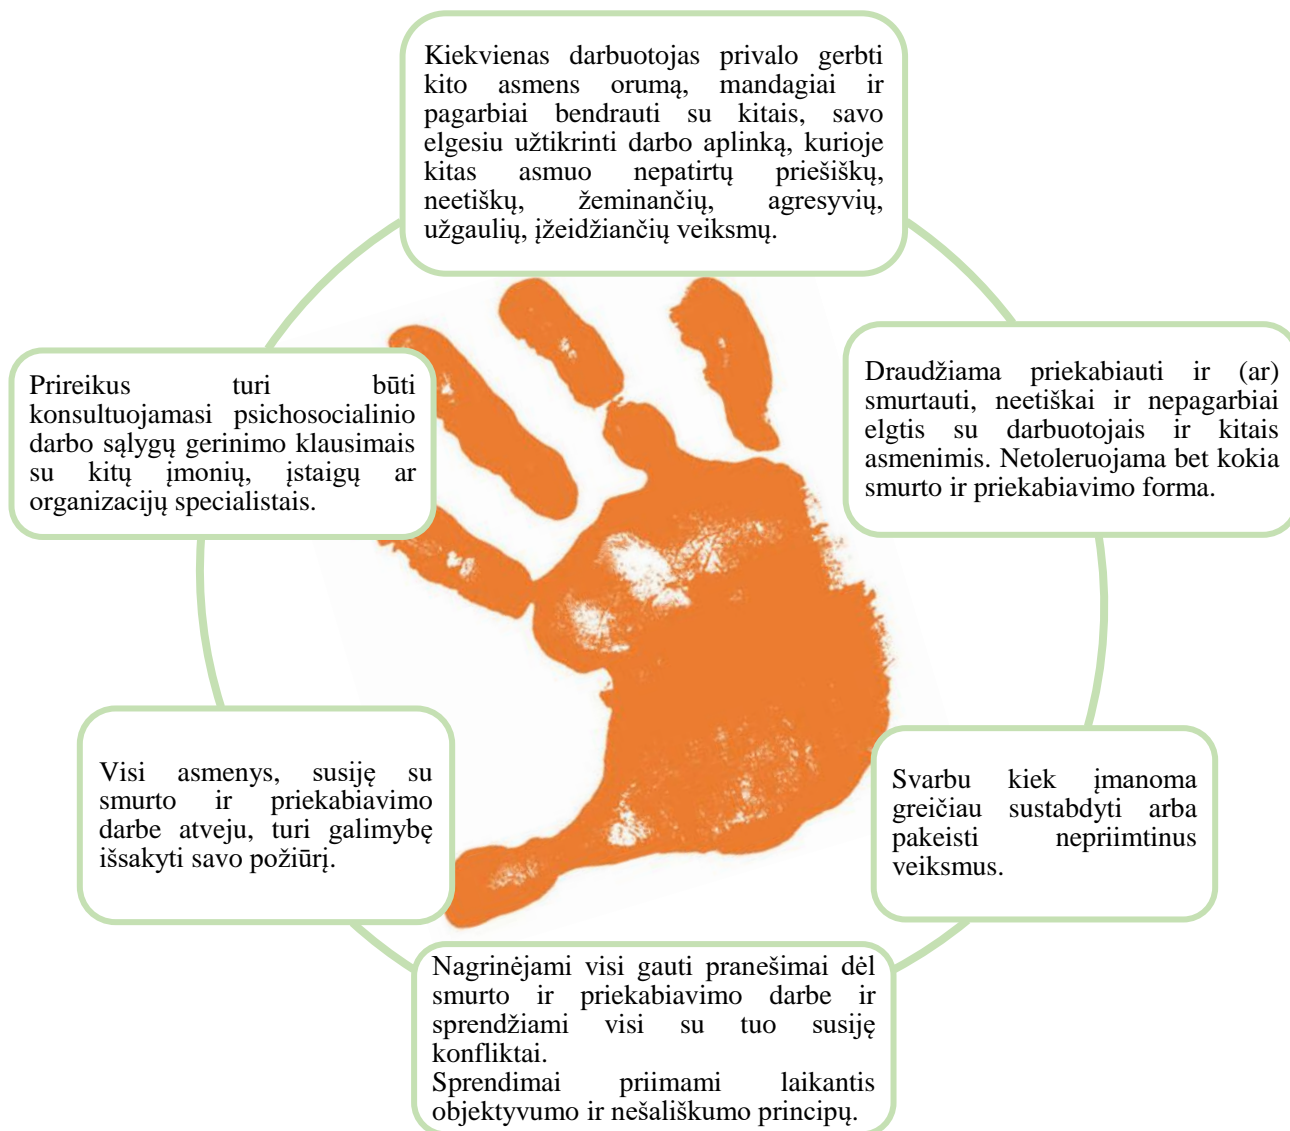 Kiekvienas darbuotojas privalo gerbti
kito asmens orumą, mandagiai ir
pagarbiai bendrauti su kitais, savo
elgesiu užtikrinti darbo aplinką, kurioje
kitas asmuo nepatirtų priešiškų,
neetiškų, žeminančių, agresyvių,
užgaulių, įžeidžiančių veiksmų.
Draudžiama priekabiauti ir (ar)
smurtauti, neetiškai ir nepagarbiai
elgtis su darbuotojais ir kitais
asmenimis. Netoleruojama bet kokia
smurto ir priekabiavimo forma.
Svarbu kiek įmanoma
greičiau sustabdyti arba
pakeisti nepriimtinus
veiksmus.
Nagrinėjami visi gauti pranešimai dėl
smurto ir priekabiavimo darbe ir
sprendžiami visi su tuo susiję
konfliktai.
Sprendimai priimami laikantis
objektyvumo ir nešališkumo principų.
Visi asmenys, susiję su
smurto ir priekabiavimo
darbe atveju, turi galimybę
išsakyti savo požiūrį.
Prireikus turi būti
konsultuojamasi psichosocialinio
darbo sąlygų gerinimo klausimais
su kitų įmonių, įstaigų ar
organizacijų specialistais.